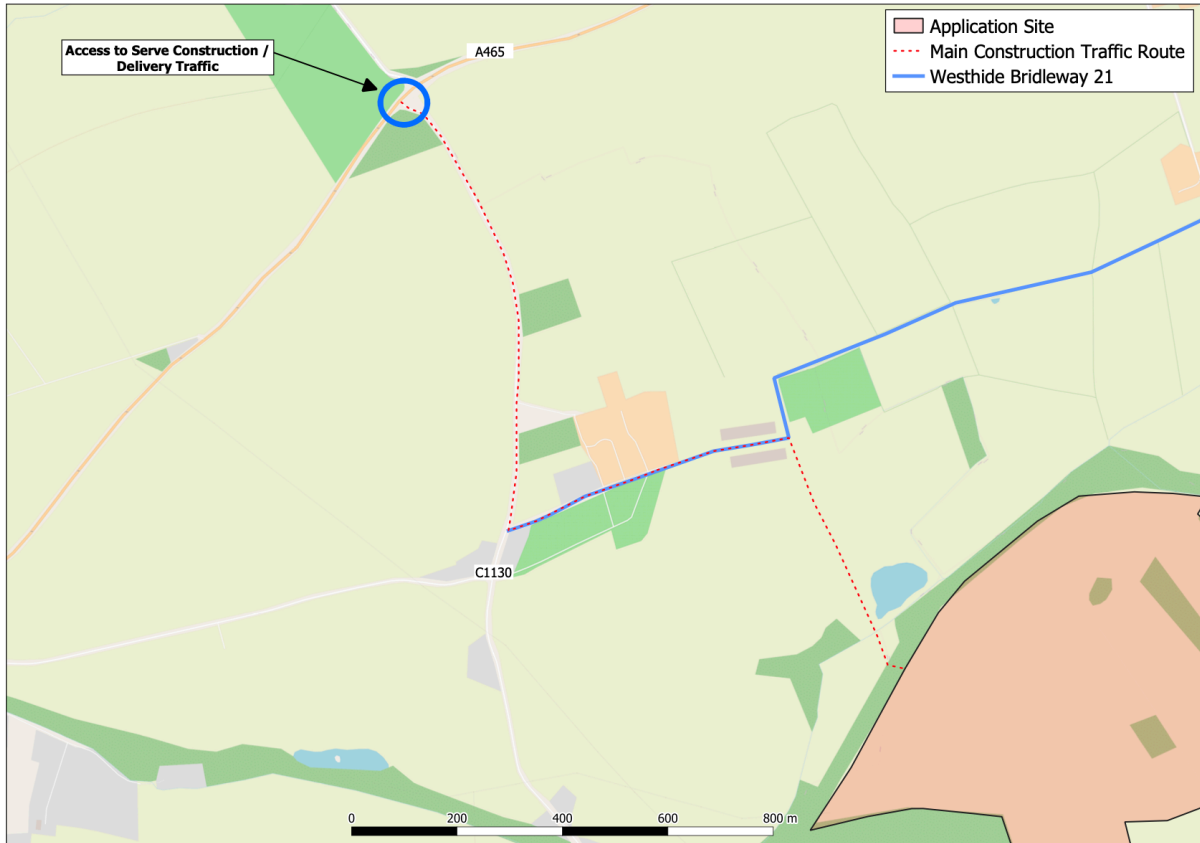 Access to Serve Construction /
Delivery Traffic
A465
Application Site
Main Construction Traffic Route
Westhide Bridleway 21
C1130
0 200 400 600 800 m